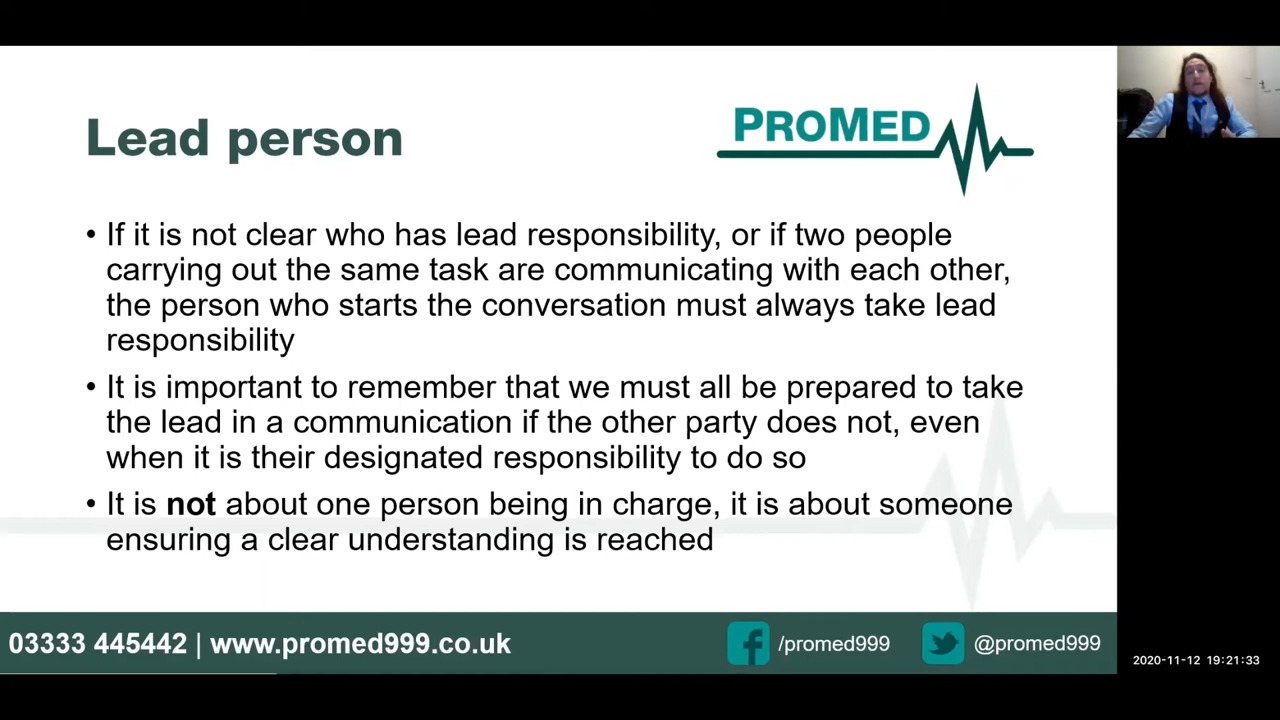 Lead person
PROMED
• If it is not clear who has lead responsibility, or if two people
carrying out the same task are communicating with each other,
the person who starts the conversation must always take lead
responsibility
• It is important to remember that we must all be prepared to take
the lead in a communication if the other party does not, even
when it is their designated responsibility to do so
• It is not about one person being in charge, it is about someone
ensuring a clear understanding is reached
03333 445442 | www.promed999.co.uk
/promed999
@promed999
2020-11-12 19:21:33